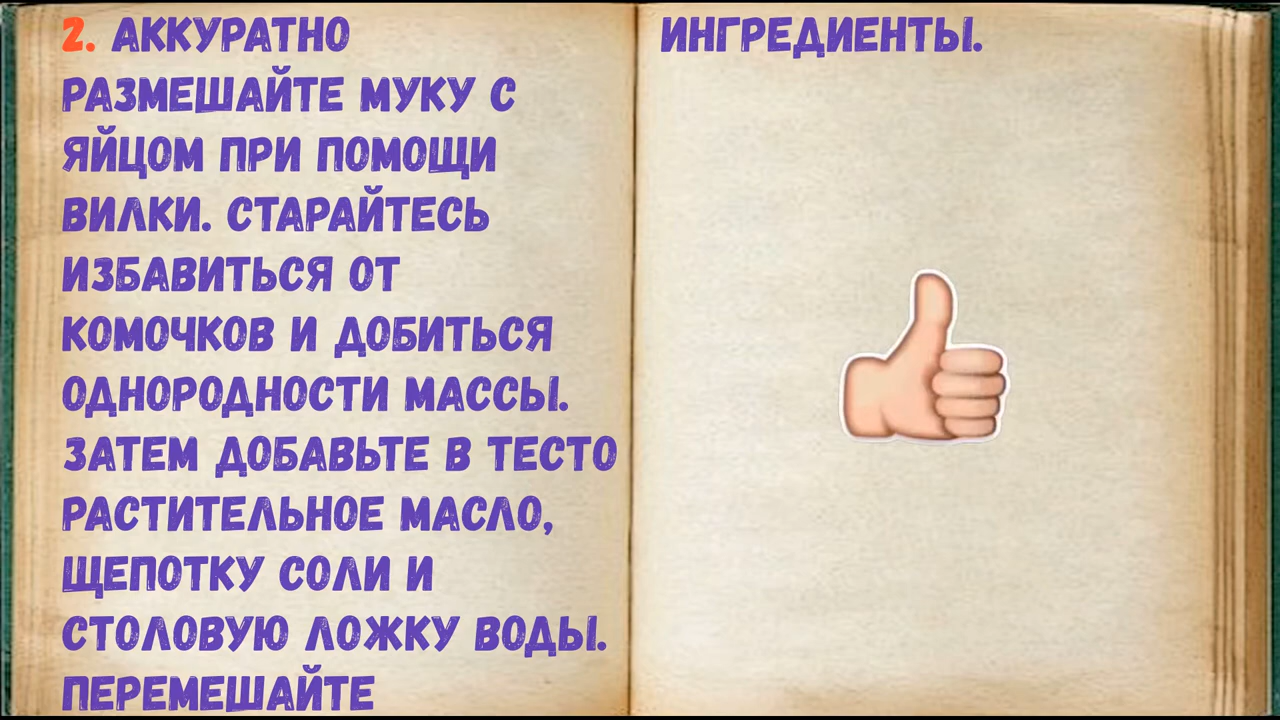 2. АККУРАТНО
РАЗМЕШАЙТЕ МУКУ С
ЯЙЦОМ ПРИ ПОМОЩИ
ВИЛКИ. СТАРАЙТЕСЬ
ИЗБАВИТЬСЯ ОТ
КОМОЧКОВ И ДОБИТЬСЯ
ОДНОРОДНОСТИ МАССЫ.
ЗАТЕМ ДОБАВЬТЕ В ТЕСТО
РАСТИТЕЛЬНОЕ МАСЛО,
ЩЕПОТКУ СОЛИ И
СТОЛОВУЮ ЛОЖКУ ВОДЫ.
ПЕРЕМЕШАЙТЕ
ИНГРЕДИЕНТЫ.